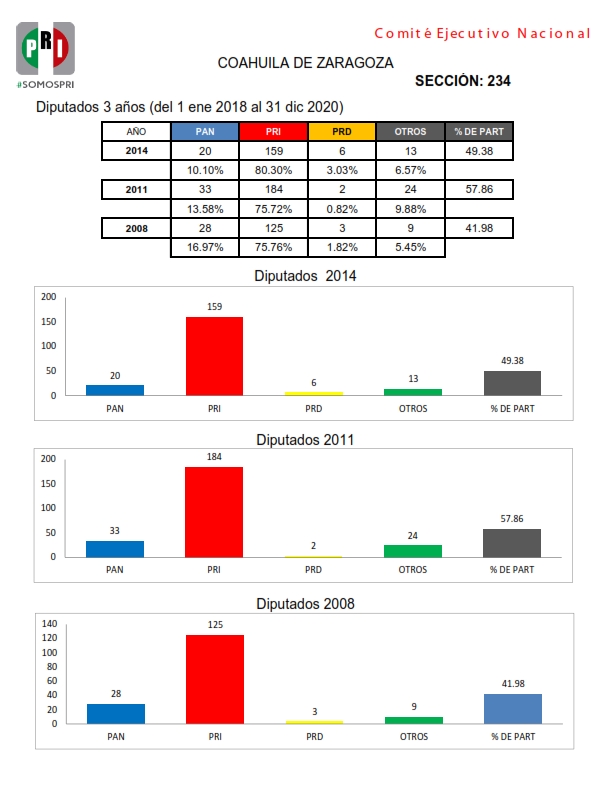 Comité Ejecutivo Nacional
PRI
#SOMOSPRI
COAHUILA DE ZARAGOZA
SECCIÓN: 234
Diputados 3 años (del 1 ene 2018 al 31 dic 2020)
AÑO PAN PRI PRD OTROS % DE PART
2014 20 159 6 13 49.38
10.10% 80.30% 3.03% 6.57%
2011 33 184 2 24 57.86
13.58% 75.72% 0.82% 9.88%
2008 28 125 3 9 41.98
16.97% 75.76% 1.82% 5.45%
Diputados 2014
200
150
100
50
0
20 159 6 13 49.38
PAN PRI PRD OTROS % DE PART
Diputados 2011
200
150
100
50
0
33 184 2 24 57.86
PAN PRI PRD OTROS % DE PART
Diputados 2008
140
120
100
80
60
40
20
0
28 125 3 9 41.98
PAN PRI PRD OTROS % DE PART